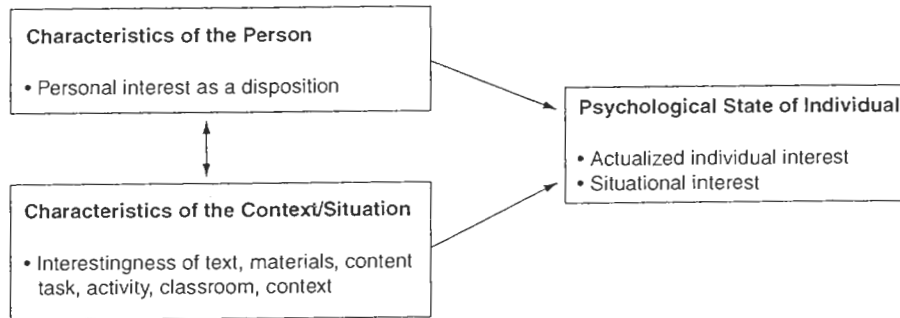 Characteristics of the Person
• Personal interest as a disposition
Characteristics of the Context/Situation
• Interestingness of text, materials, content
task, activity, classroom, context
Psychological State of Individual
• Actualized individual interest
• Situational interest